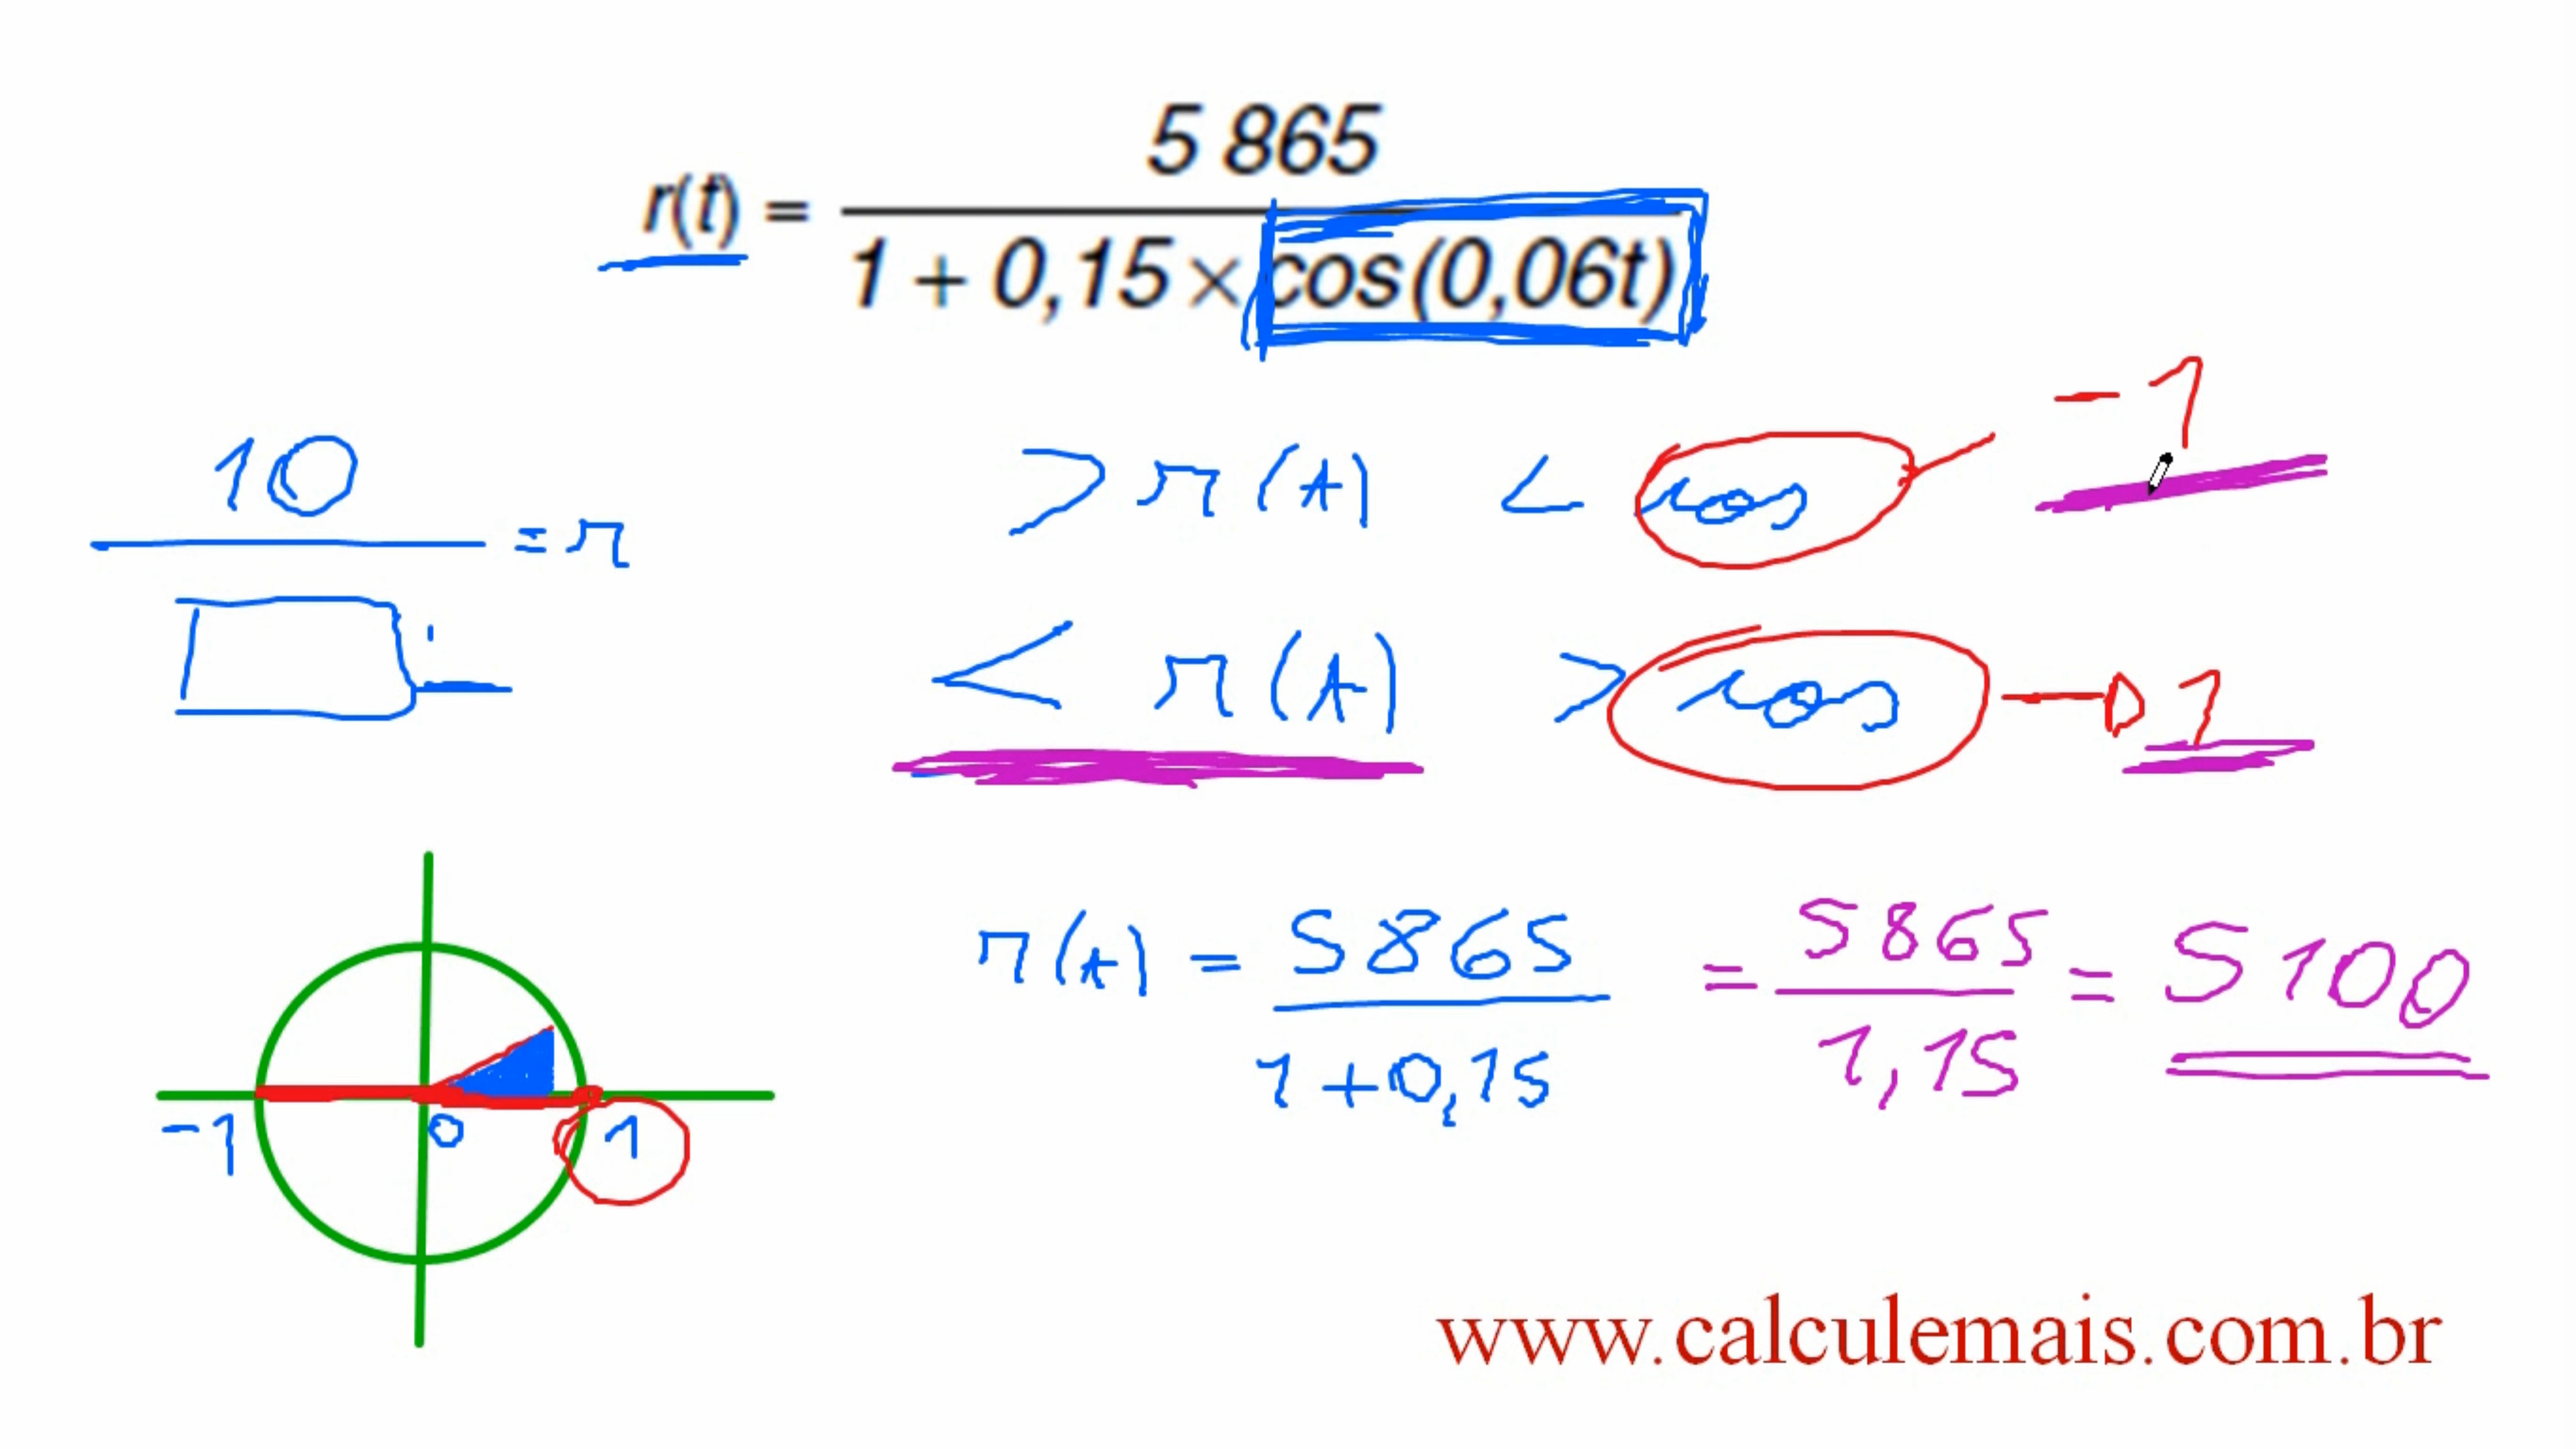 r(t) = 5 865 / 1 + 0,15 × cos(0,06t)
10 / = r
> r(t) < cos - 1
< r(t) > cos → 1
-1 0 1
r(t) = 5865 / 1 + 0,15 = 5865 / 1,15 = 5100
www.calculemais.com.br